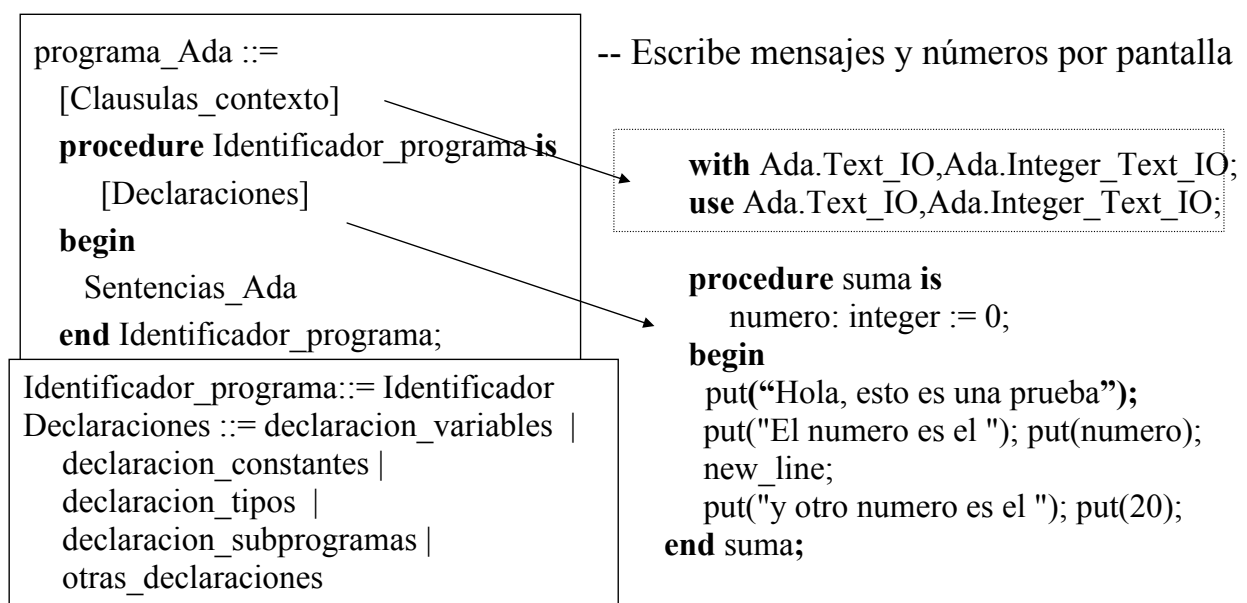 programa_Ada ::=
[Clausulas_contexto]
procedure Identificador_programa is
[Declaraciones]
begin
Sentencias_Ada
end Identificador_programa;
Identificador_programa::= Identificador
Declaraciones ::= declaracion_variables |
declaracion_constantes |
declaracion_tipos |
declaracion_subprogramas |
otras_declaraciones
-- Escribe mensajes y números por pantalla
with Ada.Text_IO,Ada.Integer_Text_IO;
use Ada.Text_IO,Ada.Integer_Text_IO;
procedure suma is
numero: integer := 0;
begin
put(“Hola, esto es una prueba”);
put("El numero es el "); put(numero);
new_line;
put("y otro numero es el "); put(20);
end suma;